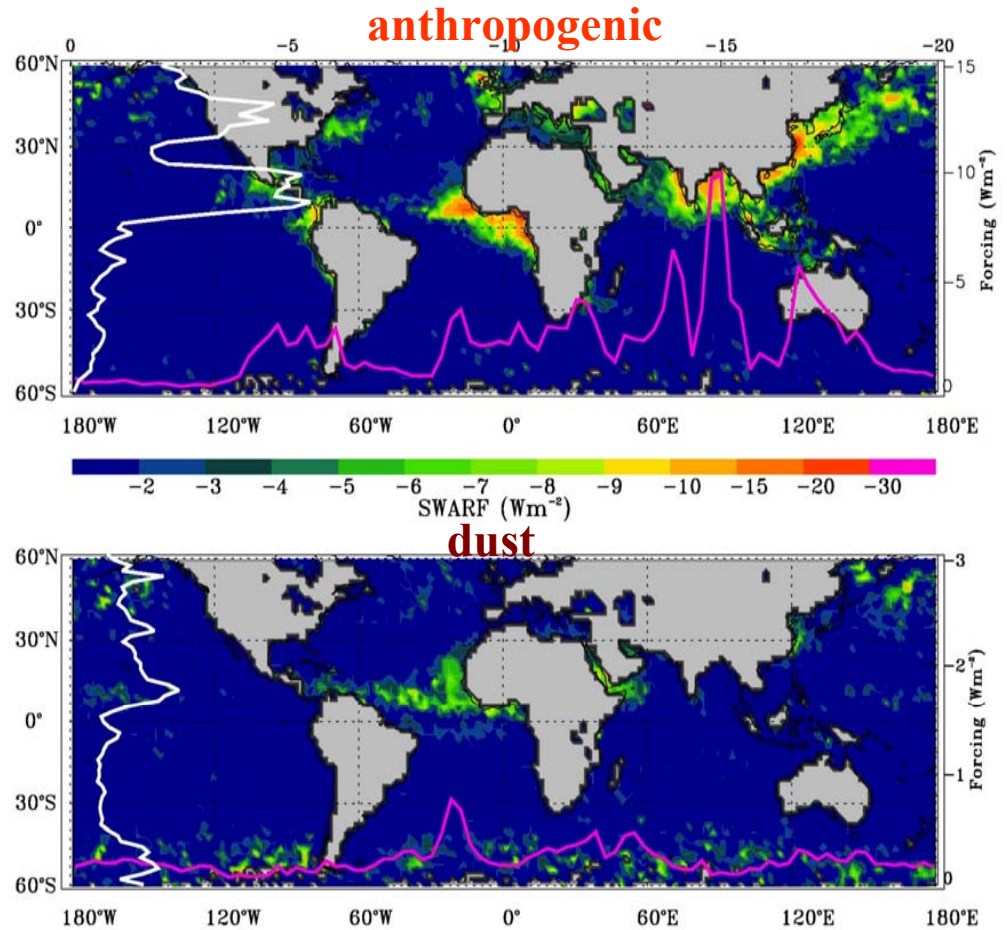 anthropogenic
0 -5 -10 -15 -20
60°N -15
30°N -10
0°
-5
30°S
60°S 0
Forcing (Wm⁻²)
180°W 120°W 60°W 0° 60°E 120°E 180°E
-2 -3 -4 -5 -6 -7 -8 -9 -10 -15 -20 -30
SWARF (Wm⁻²)
dust
60°N -3
30°N
-2
0°
-1
30°S
60°S 0
Forcing (Wm⁻²)
180°W 120°W 60°W 0° 60°E 120°E 180°E